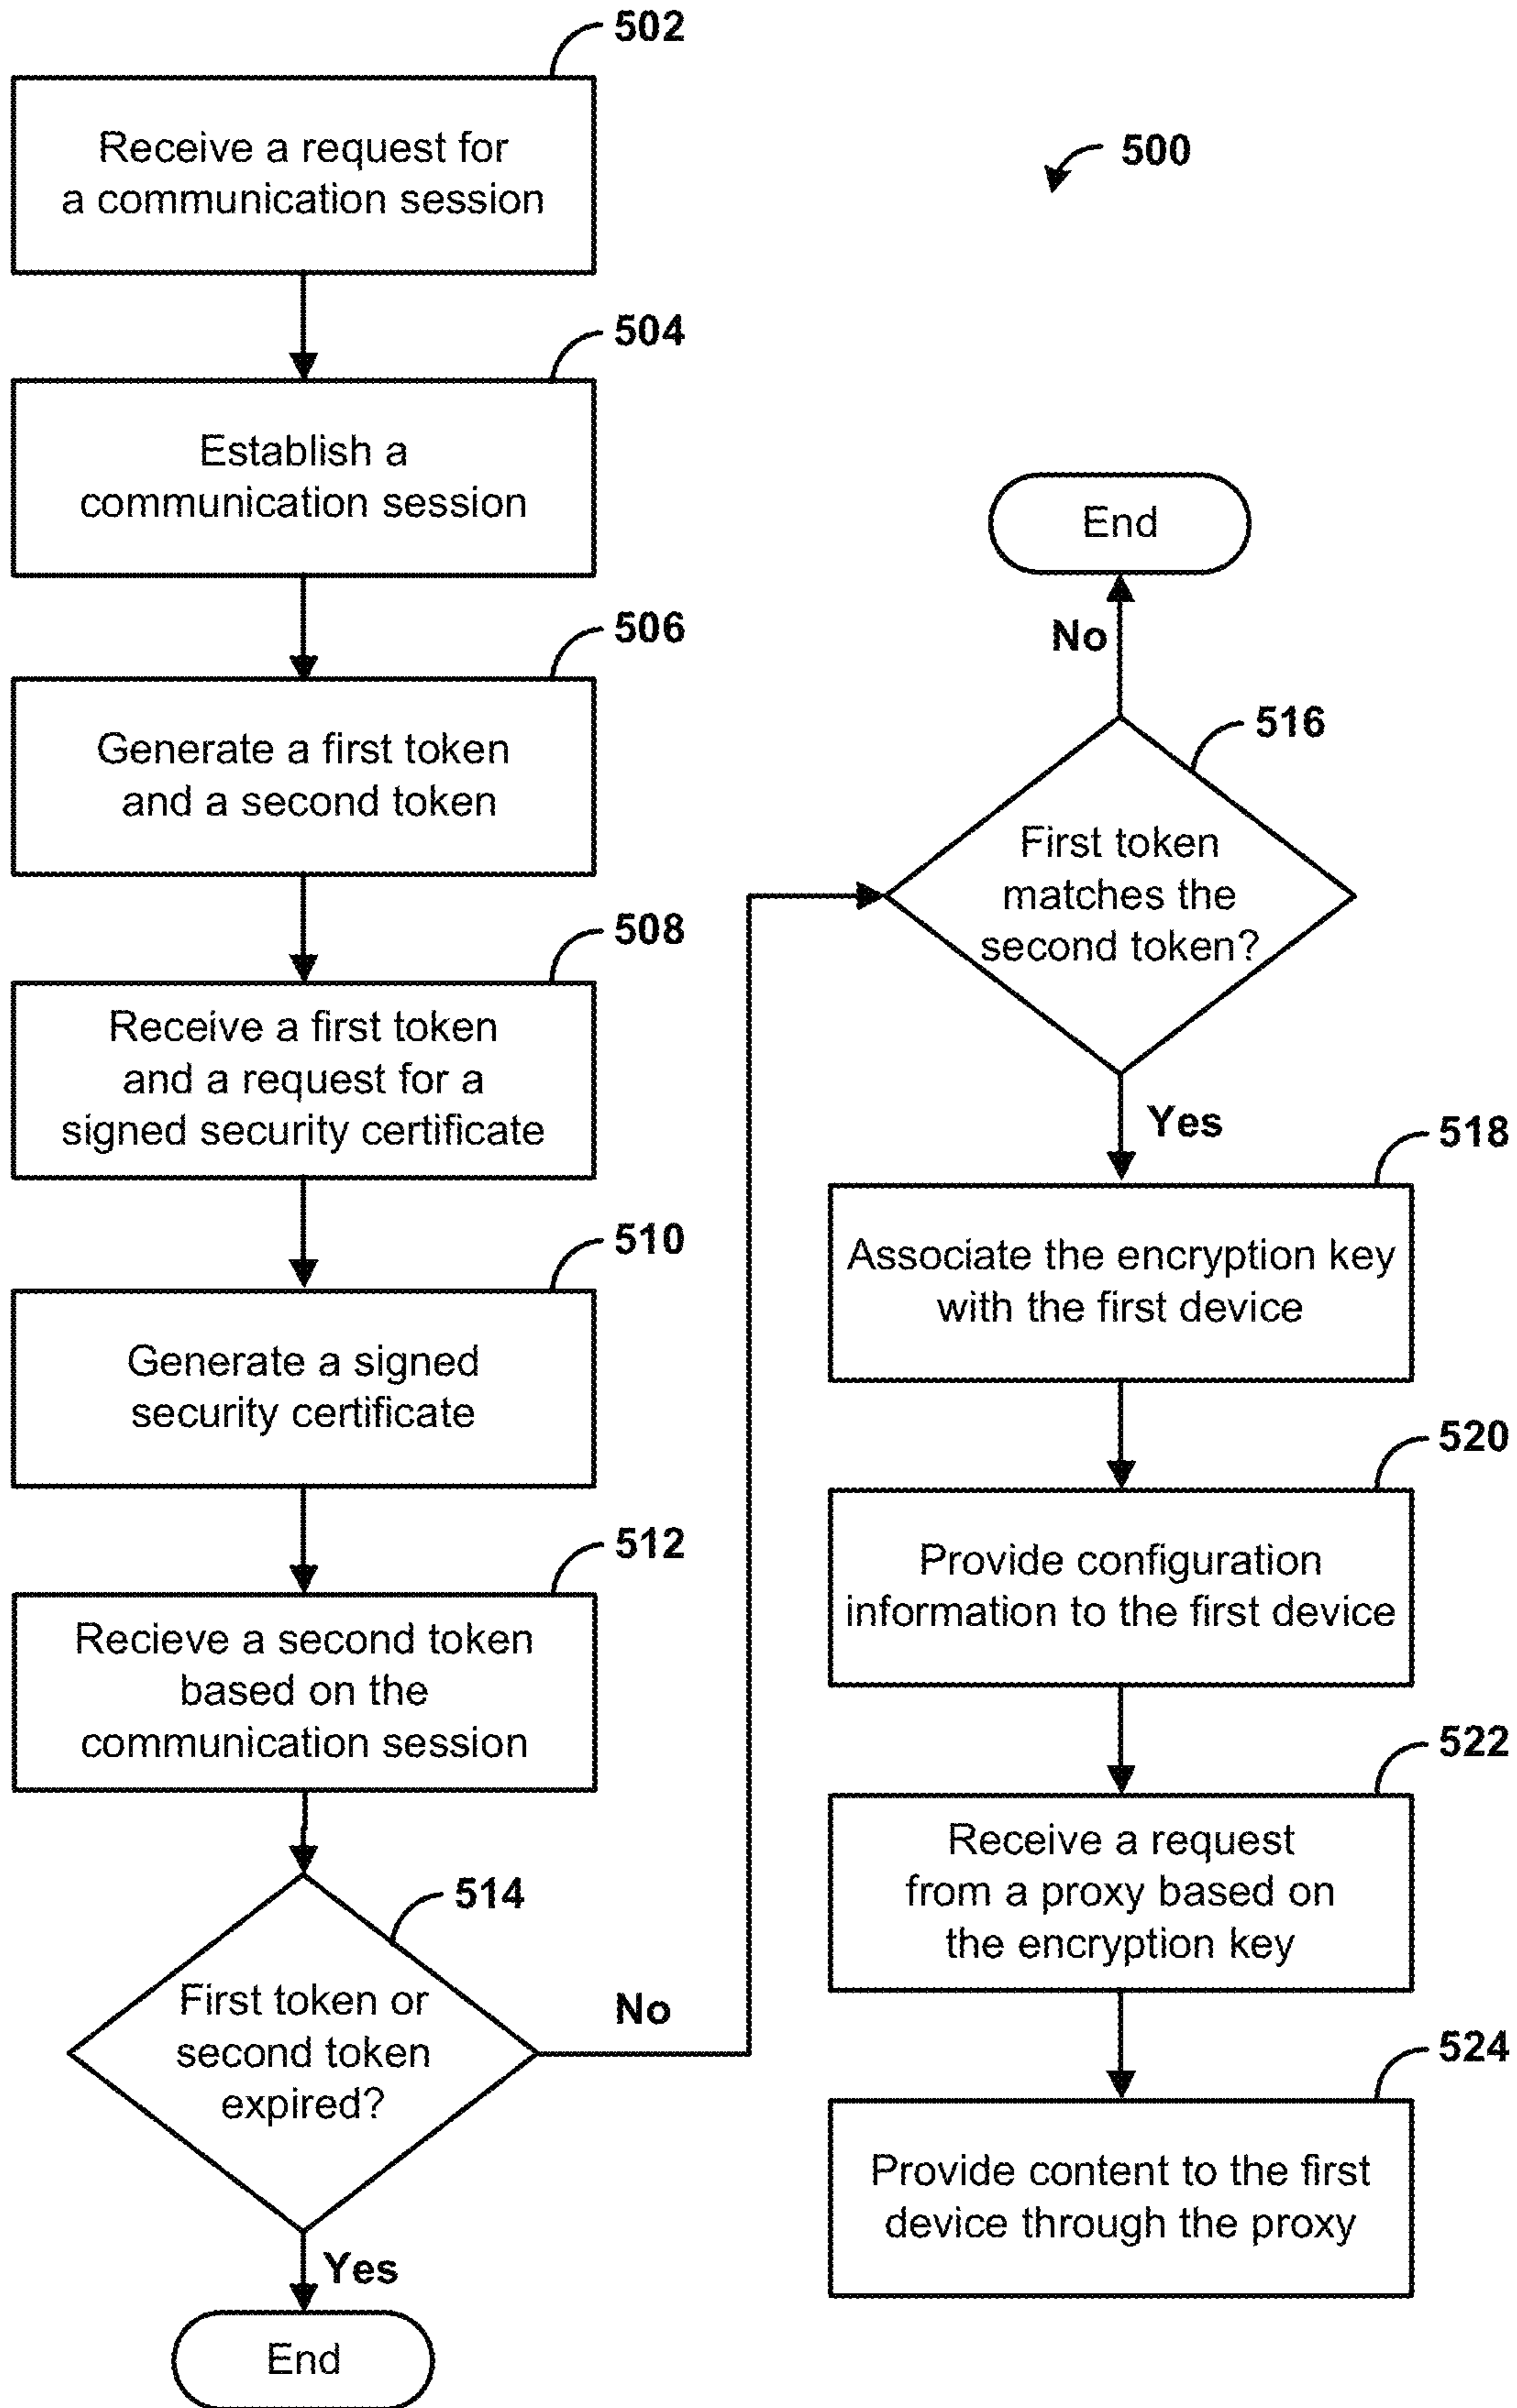 502
Receive a request for
a communication session
500
504
Establish a
communication session
506
Generate a first token
and a second token
508
Receive a first token
and a request for a
signed security certificate
510
Generate a signed
security certificate
512
Recieve a second token
based on the
communication session
514
First token or
second token
expired?
No
Yes
End
End
No
516
First token
matches the
second token?
Yes
518
Associate the encryption key
with the first device
520
Provide configuration
information to the first device
522
Receive a request
from a proxy based on
the encryption key
524
Provide content to the first
device through the proxy